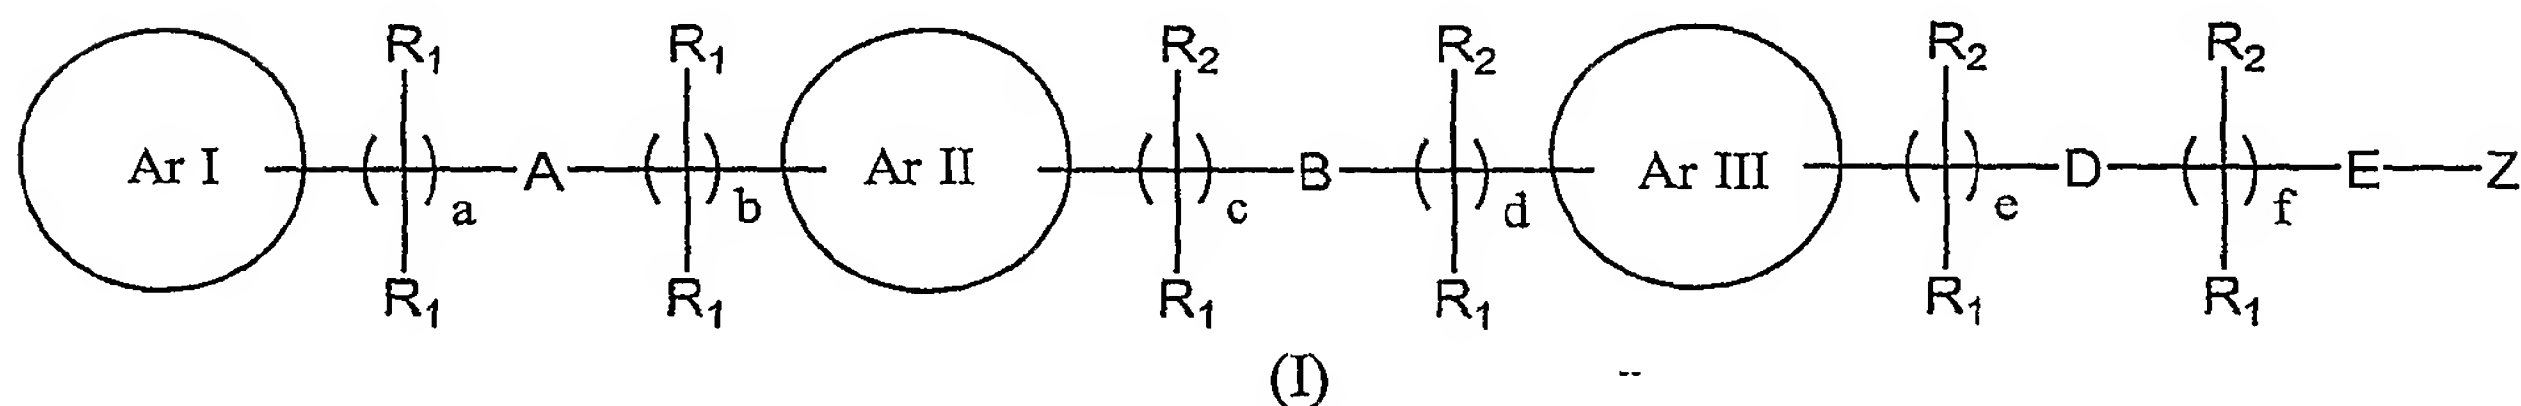 R1 R1 R2 R2 R2 R2
Ar I ( ) a A ( ) b Ar II ( ) c B ( ) d Ar III ( ) e D ( ) f E Z
R1 R1 R1 R1 R1 R1
(I) --